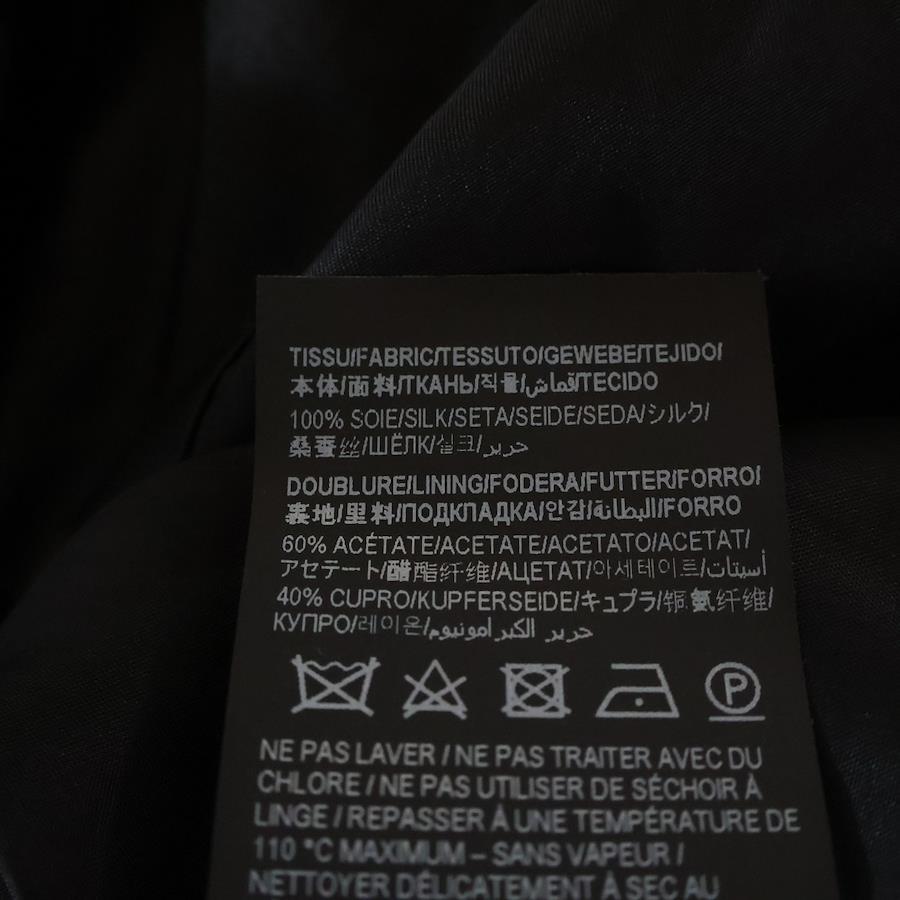 TISSU/FABRIC/TESSUTO/GEWEBE/TEJIDO/
本体/面料/ТКАНЬ/직물/قماش/TECIDO
100% SOIE/SILK/SETA/SEIDE/SEDA/シルク/
桑蚕丝/ШЁЛК/실크/حرير
DOUBLURE/LINING/FODERA/FUTTER/FORRO/
裏地/里料/ПОДКЛАДКА/안감/البطانة/FORRO
60% ACÉTATE/ACETATE/ACETATO/ACETAT/
アセテート/醋酯纤维/АЦЕТАТ/아세테이트/أسيتات
40% CUPRO/KUPFERSEIDE/キュプラ/铜氨纤维/
КУПРО/레이온/حرير الكبرامونيوم
P
NE PAS LAVER / NE PAS TRAITER AVEC DU
CHLORE / NE PAS UTILISER DE SÉCHOIR À
LINGE / REPASSER À UNE TEMPÉRATURE DE
110 °C MAXIMUM – SANS VAPEUR /
NETTOYER DÉLICATEMENT À SEC AU